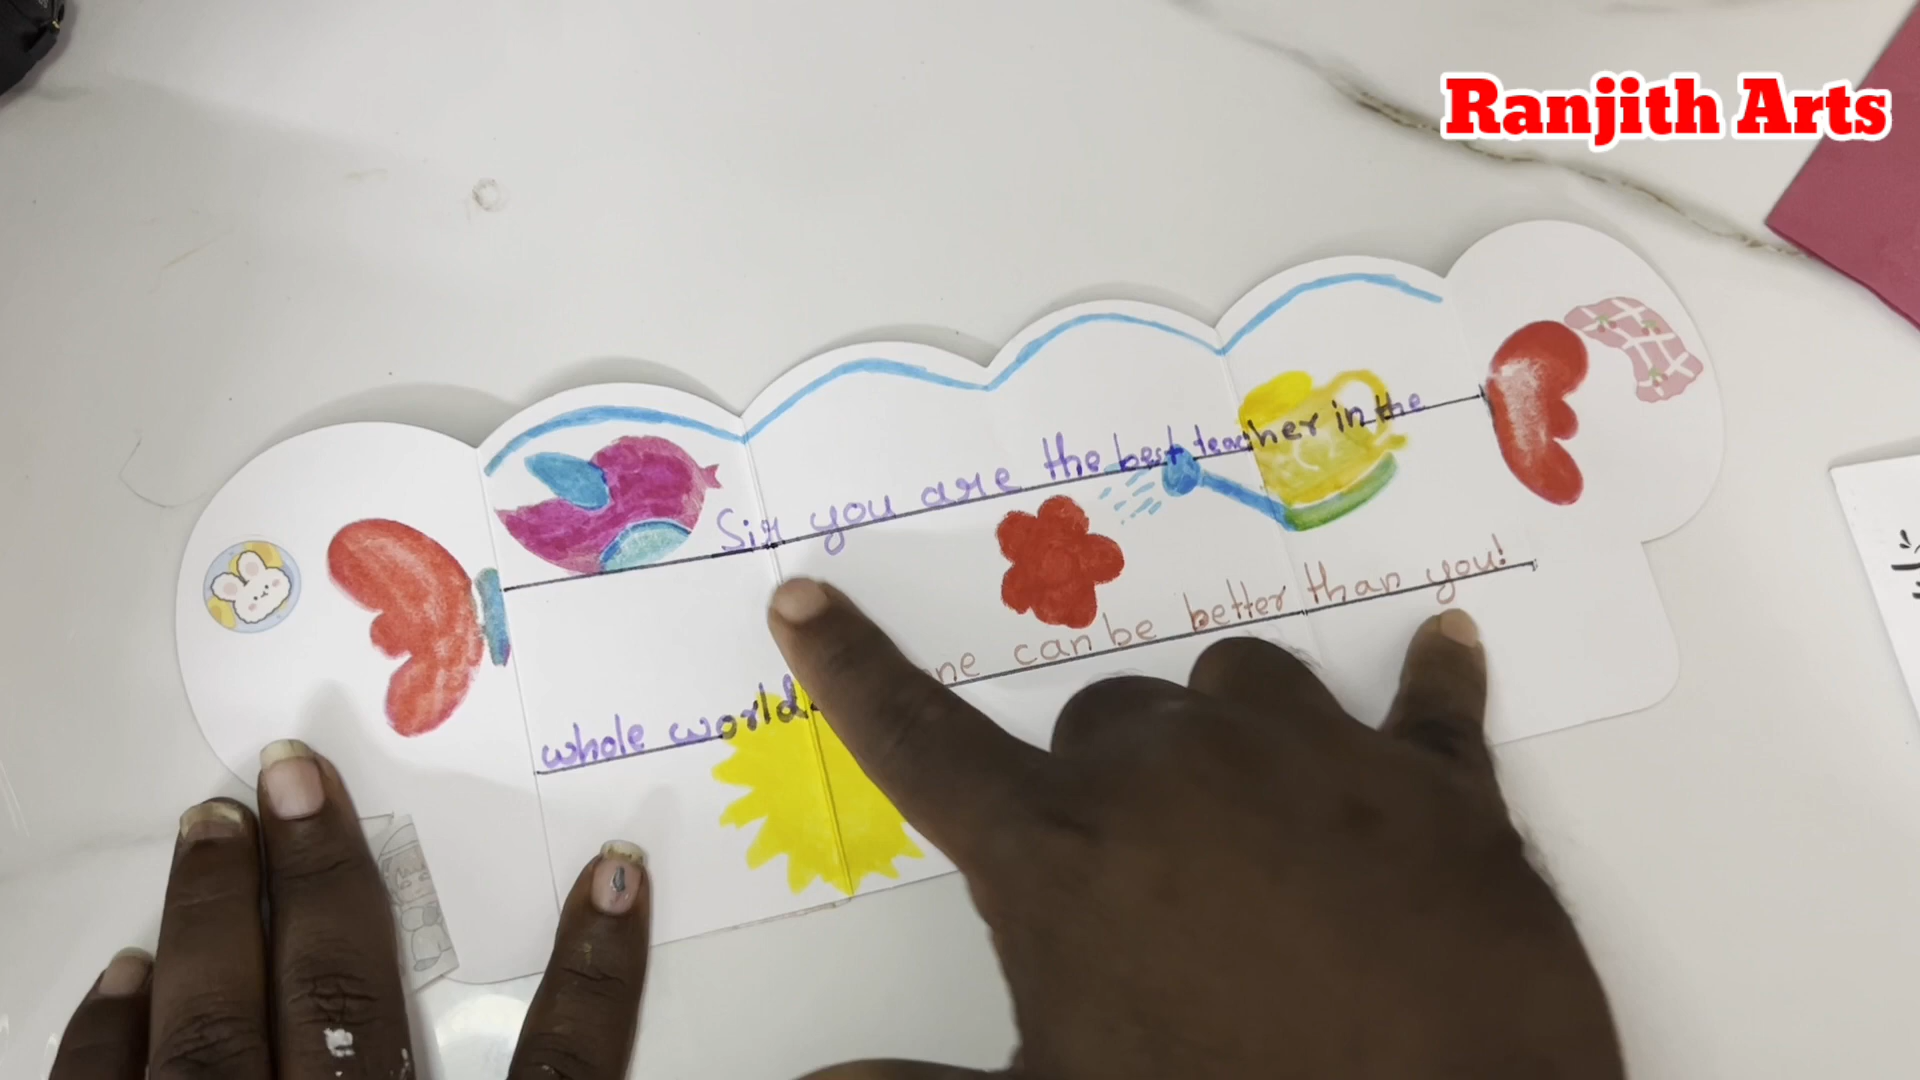 Ranjith Arts
Sir you are the best teacher in the
whole world. can be better than you!